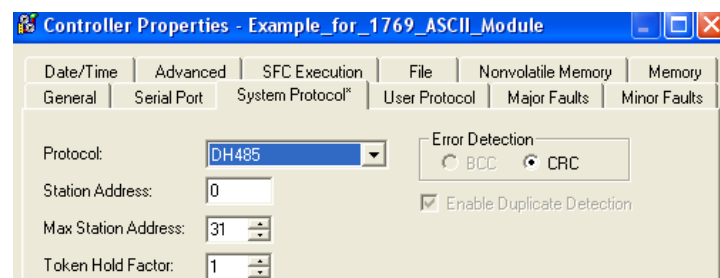 Controller Properties - Example_for_1769_ASCII_Module
Date/Time Advanced SFC Execution File Nonvolatile Memory Memory
General Serial Port System Protocol* User Protocol Major Faults Minor Faults
Error Detection
Protocol: DH485 BCC CRC
Station Address: 0
Enable Duplicate Detection
Max Station Address: 31
Token Hold Factor: 1